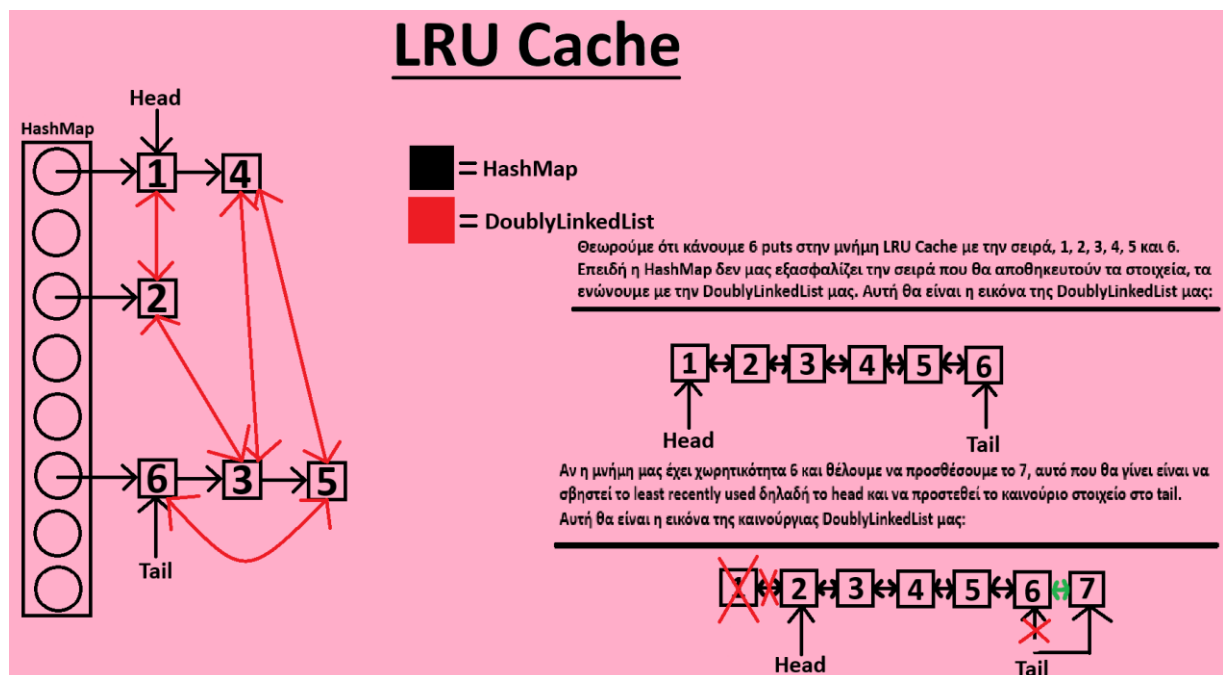 LRU Cache
Head
HashMap
1 4
2
6 3 5
Tail
= HashMap
= DoublyLinkedList
Θεωρούμε ότι κάνουμε 6 puts στην μνήμη LRU Cache με την σειρά, 1, 2, 3, 4, 5 και 6.
Επειδή η HashMap δεν μας εξασφαλίζει την σειρά που θα αποθηκευτούν τα στοιχεία, τα
ενώνουμε με την DoublyLinkedList μας. Αυτή θα είναι η εικόνα της DoublyLinkedList μας:
1 2 3 4 5 6
Head Tail
Αν η μνήμη μας έχει χωρητικότητα 6 και θέλουμε να προσθέσουμε το 7, αυτό που θα γίνει είναι να
σβηστεί το least recently used δηλαδή το head και να προστεθεί το καινούριο στοιχείο στο tail.
Αυτή θα είναι η εικόνα της καινούργιας DoublyLinkedList μας:
1 2 3 4 5 6 7
Head Tail